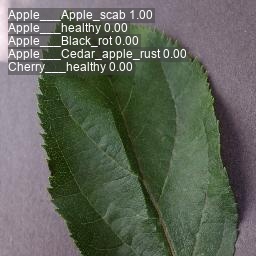 Apple___Apple_scab 1.00
Apple___healthy 0.00
Apple___Black_rot 0.00
Apple___Cedar_apple_rust 0.00
Cherry___healthy 0.00